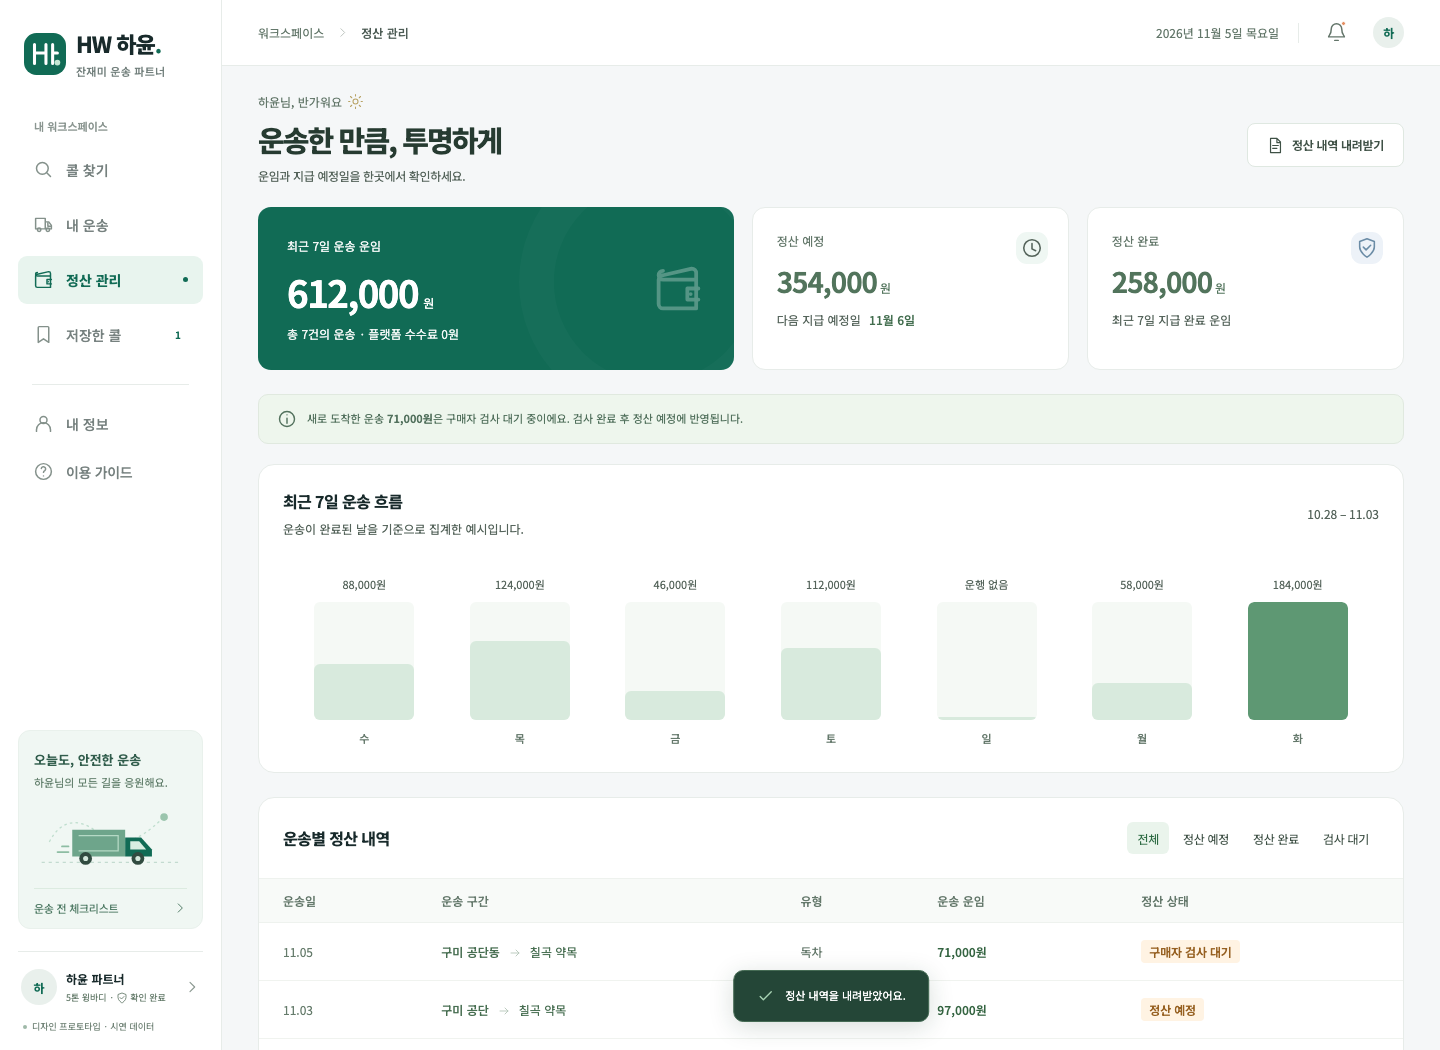 HW 하윤.
잔재미 운송 파트너
내 워크스페이스
콜 찾기
내 운송
정산 관리
저장한 콜 1
내 정보
이용 가이드
오늘도, 안전한 운송
하윤님의 모든 길을 응원해요.
운송 전 체크리스트
하 하윤 파트너
5톤 윙바디 · 확인 완료
디자인 프로토타입 · 시연 데이터
워크스페이스 정산 관리
2026년 11월 5일 목요일 하
하윤님, 반가워요
운송한 만큼, 투명하게
운임과 지급 예정일을 한곳에서 확인하세요.
정산 내역 내려받기
최근 7일 운송 운임
612,000 원
총 7건의 운송 · 플랫폼 수수료 0원
정산 예정
354,000 원
다음 지급 예정일 11월 6일
정산 완료
258,000 원
최근 7일 지급 완료 운임
새로 도착한 운송 71,000원은 구매자 검사 대기 중이에요. 검사 완료 후 정산 예정에 반영됩니다.
최근 7일 운송 흐름
운송이 완료된 날을 기준으로 집계한 예시입니다.
10.28 – 11.03
88,000원 124,000원 46,000원 112,000원 운행 없음 58,000원 184,000원
수 목 금 토 일 월 화
운송별 정산 내역
전체 정산 예정 정산 완료 검사 대기
운송일 운송 구간 유형 운송 운임 정산 상태
11.05 구미 공단동 → 칠곡 약목 독차 71,000원 구매자 검사 대기
11.03 구미 공단 → 칠곡 약목 97,000원 정산 예정
정산 내역을 내려받았어요.